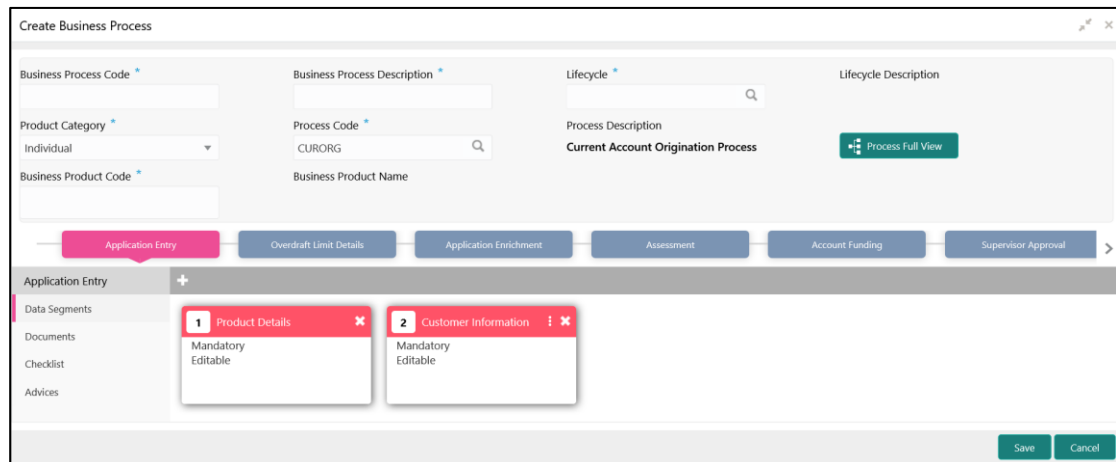 Create Business Process
Business Process Code *
Business Process Description *
Lifecycle *
Lifecycle Description
Product Category *
Process Code *
Process Description
Individual
CURORG
Current Account Origination Process
Process Full View
Business Product Code *
Business Product Name
Application Entry
Overdraft Limit Details
Application Enrichment
Assessment
Account Funding
Supervisor Approval
Application Entry
Data Segments
Documents
Checklist
Advices
1 Product Details
Mandatory
Editable
2 Customer Information
Mandatory
Editable
Save
Cancel